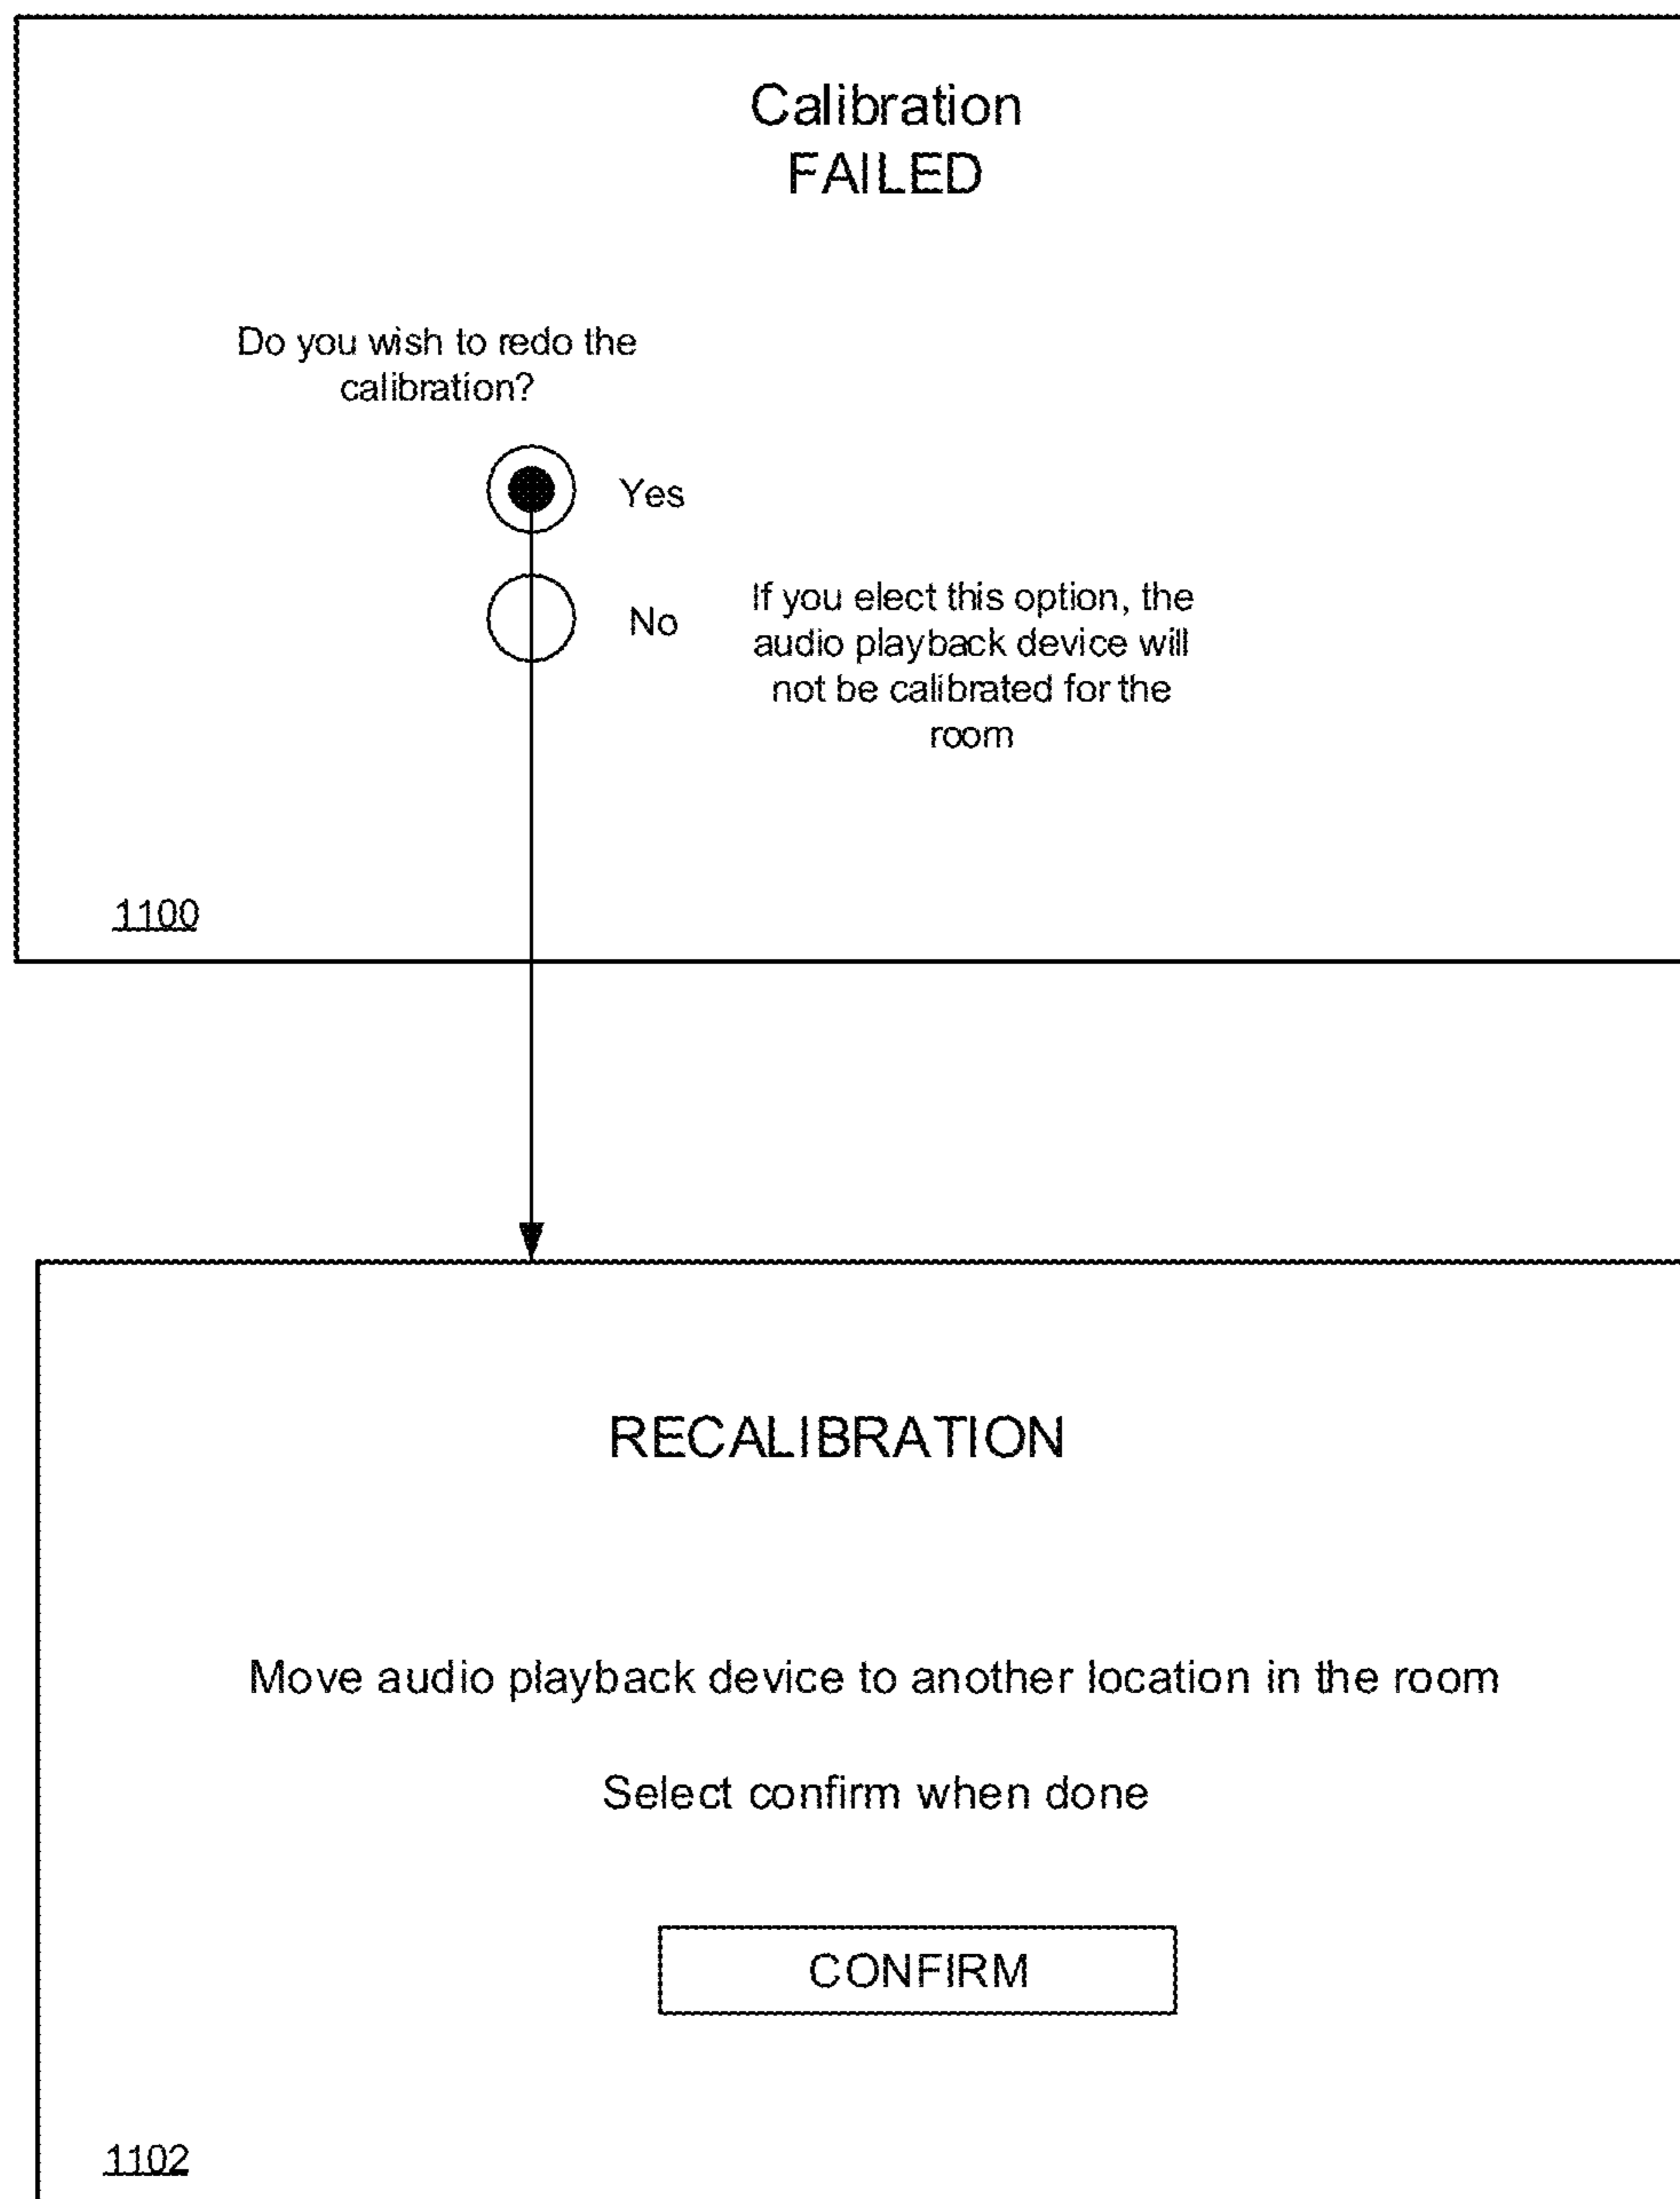 Calibration
FAILED
Do you wish to redo the
calibration?
Yes
No
If you elect this option, the
audio playback device will
not be calibrated for the
room
1100
RECALIBRATION
Move audio playback device to another location in the room
Select confirm when done
CONFIRM
1102